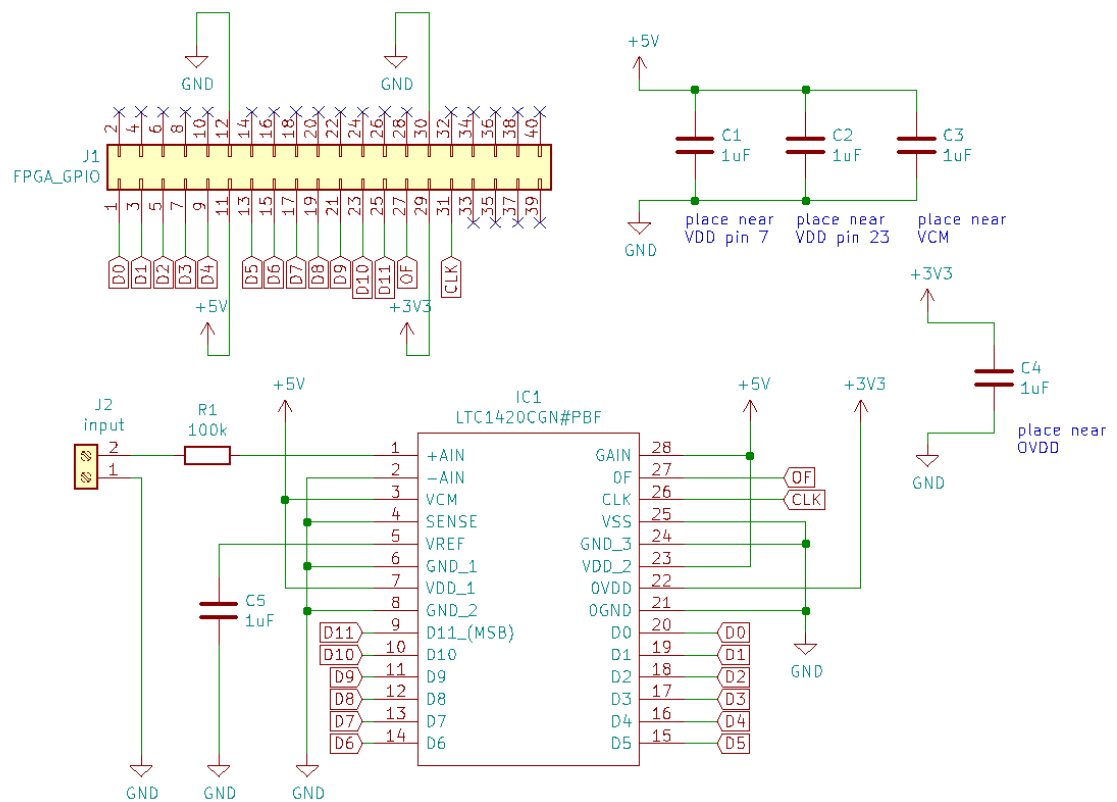 GND
GND
2 4 6 8 10 12 14 16 18 20 22 24 26 28 30 32 34 36 38 40
J1
FPGA_GPIO
1 3 5 7 9 11 13 15 17 19 21 23 25 27 29 31 33 35 37 39
D0 D1 D2 D3 D4 D5 D6 D7 D8 D9 D10 D11 OF CLK
+5V
+3V3
+5V
C1
1uF
C2
1uF
C3
1uF
GND
place near
VDD pin 7
place near
VDD pin 23
place near
VCM
+3V3
C4
1uF
place near
OVDD
GND
J2
input
2
1
R1
100k
+5V
IC1
LTC1420CGN#PBF
+5V
+3V3
1 +AIN GAIN 28
2 -AIN OF 27 OF
3 VCM CLK 26 CLK
4 SENSE VSS 25
5 VREF GND_3 24
6 GND_1 VDD_2 23
7 VDD_1 OVDD 22
8 GND_2 OGND 21
D11 9 D11_(MSB) D0 20 D0
D10 10 D10 D1 19 D1
D9 11 D9 D2 18 D2
D8 12 D8 D3 17 D3
D7 13 D7 D4 16 D4
D6 14 D6 D5 15 D5
C5
1uF
GND
GND
GND
GND